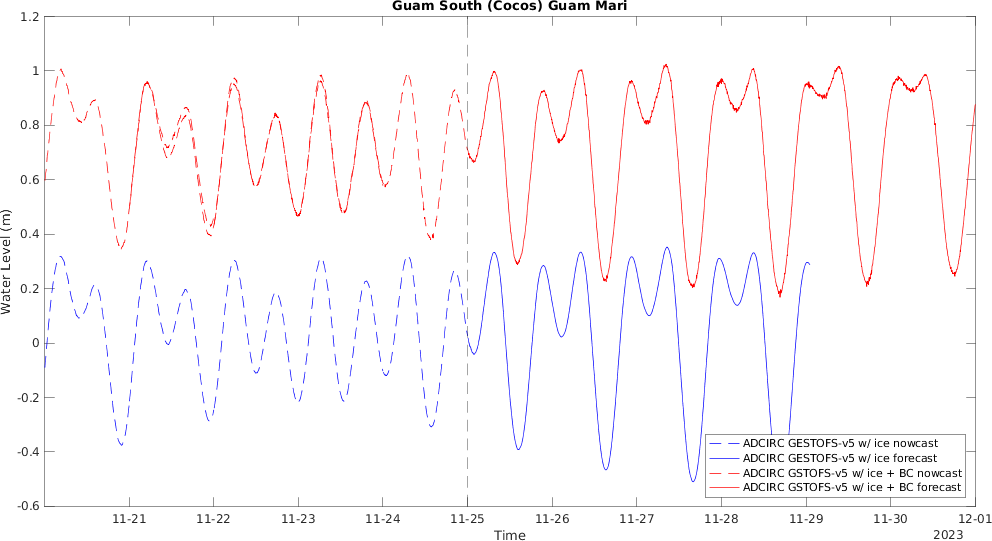 Guam South (Cocos) Guam Mari
1.2
1
0.8
0.6
0.4
0.2
0
-0.2
-0.4
-0.6
Water Level (m)
ADCIRC GESTOFS-v5 w/ ice nowcast
ADCIRC GESTOFS-v5 w/ ice forecast
ADCIRC GSTOFS-v5 w/ ice + BC nowcast
ADCIRC GSTOFS-v5 w/ ice + BC forecast
11-21 11-22 11-23 11-24 11-25 11-26 11-27 11-28 11-29 11-30 12-01
Time
2023